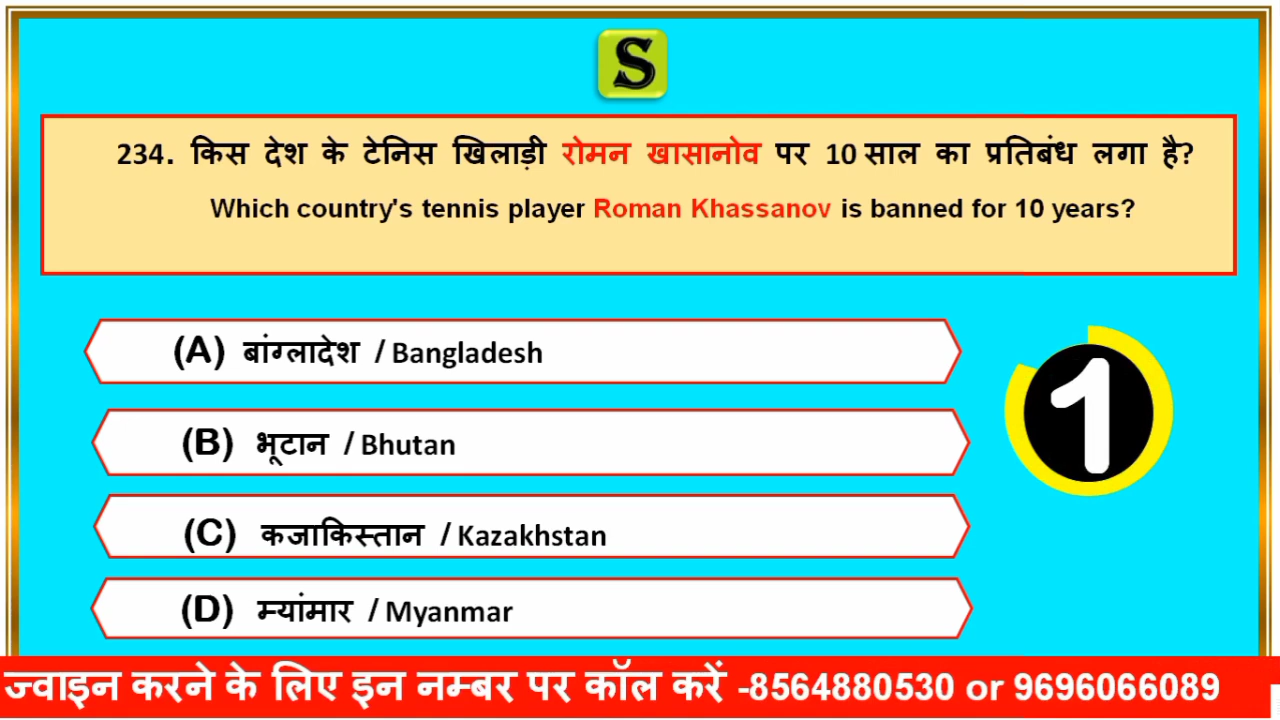 S
234. किस देश के टेनिस खिलाड़ी रोमन खासानोव पर 10 साल का प्रतिबंध लगा है?
Which country's tennis player Roman Khassanov is banned for 10 years?
(A) बांग्लादेश / Bangladesh
(B) भूटान / Bhutan
(C) कजाकिस्तान / Kazakhstan
(D) म्यांमार / Myanmar
1
ज्वाइन करने के लिए इन नम्बर पर कॉल करें -8564880530 or 9696066089